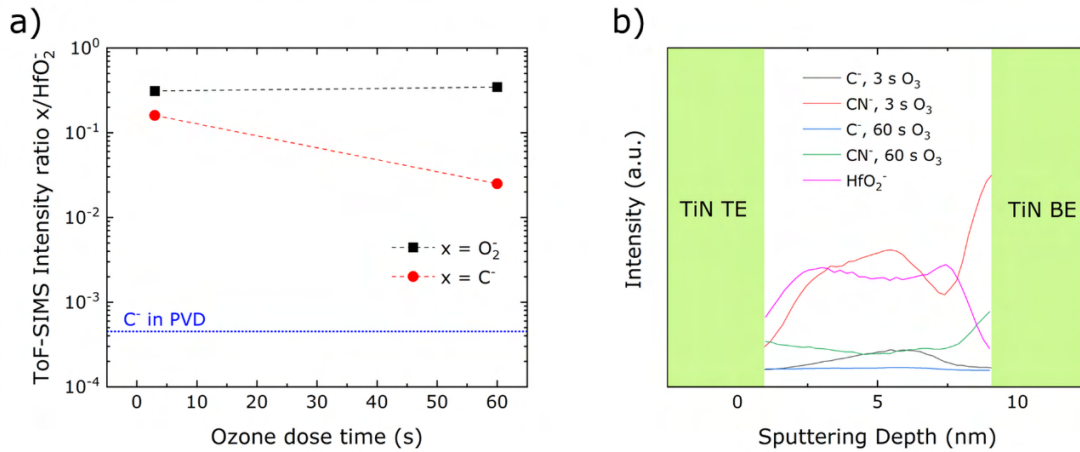 a)
ToF-SIMS Intensity ratio x/HfO₂⁻
10⁰
10⁻¹
10⁻²
10⁻³
10⁻⁴
x = O₂⁻
x = C⁻
C⁻ in PVD
0 10 20 30 40 50 60
Ozone dose time (s)
b)
Intensity (a.u.)
C⁻, 3 s O₃
CN⁻, 3 s O₃
C⁻, 60 s O₃
CN⁻, 60 s O₃
HfO₂⁻
TiN TE
TiN BE
0 5 10
Sputtering Depth (nm)